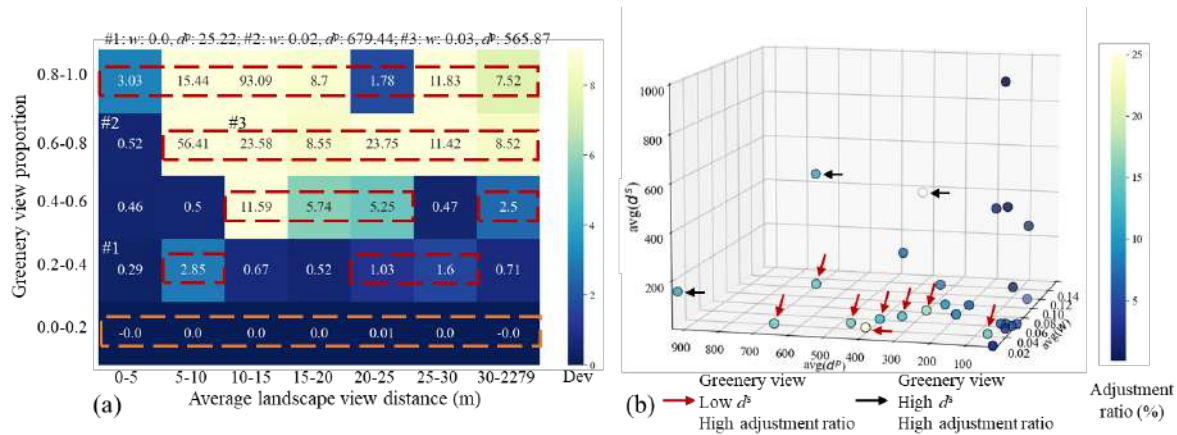 #1: w: 0.0, dᵖ: 25.22; #2: w: 0.02, dᵖ: 679.44; #3: w: 0.03, dᵖ: 565.87
Greenery view proportion
0.8-1.0 3.03 15.44 93.09 8.7 1.78 11.83 7.52
#2 #3
0.6-0.8 0.52 56.41 23.58 8.55 23.75 11.42 8.52
0.4-0.6 0.46 0.5 11.59 5.74 5.25 0.47 2.5
#1
0.2-0.4 0.29 2.85 0.67 0.52 1.03 1.6 0.71
0.0-0.2 -0.0 0.0 0.0 0.0 0.01 0.0 -0.0
0-5 5-10 10-15 15-20 20-25 25-30 30-2279 Dev
(a) Average landscape view distance (m)
8
6
4
2
0
(b)
avg(dˢ)
1000
800
600
400
200
900 800 700 600 500 400 300 200 100
avg(dᵖ)
0.14
0.10
0.08
0.06
0.04
0.02
avg(w)
Greenery view
Low dˢ
High adjustment ratio
Greenery view
High dˢ
High adjustment ratio
25
20
15
10
5
Adjustment
ratio (%)